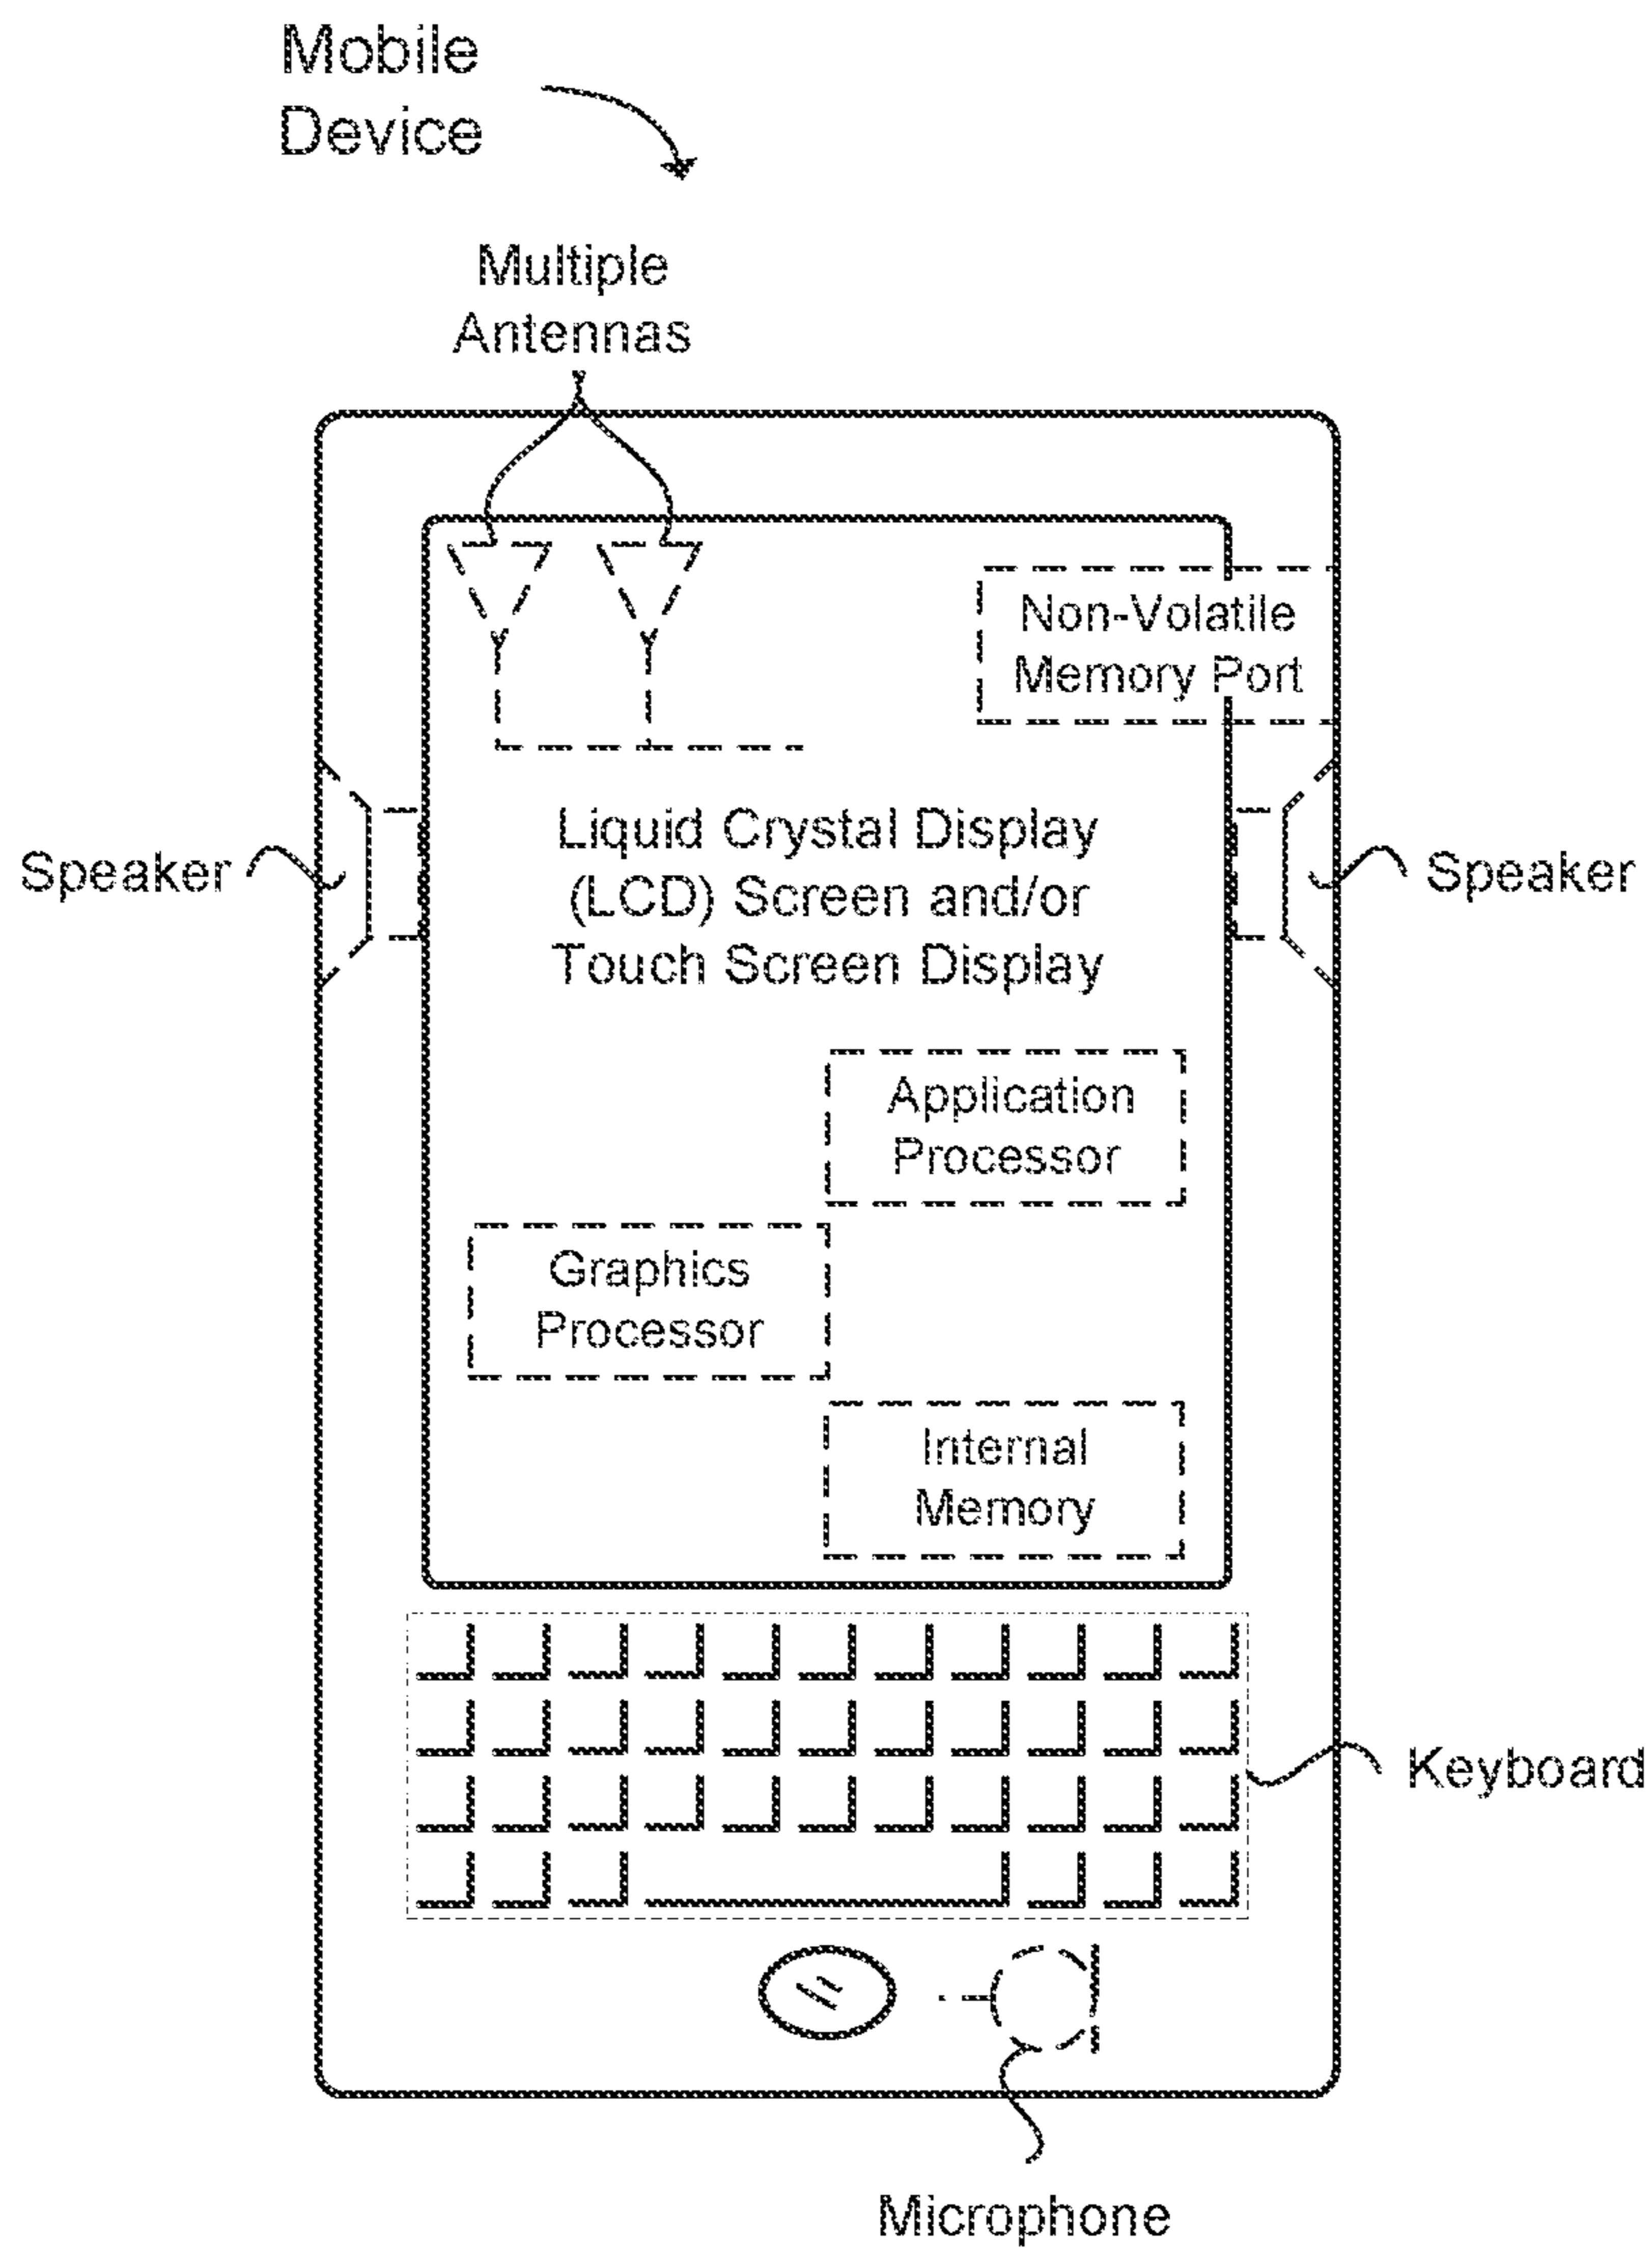 Mobile
Device
Multiple
Antennas
Non-Volatile
Memory Port
Speaker
Liquid Crystal Display
(LCD) Screen and/or
Touch Screen Display
Speaker
Application
Processor
Graphics
Processor
Internal
Memory
Keyboard
Microphone